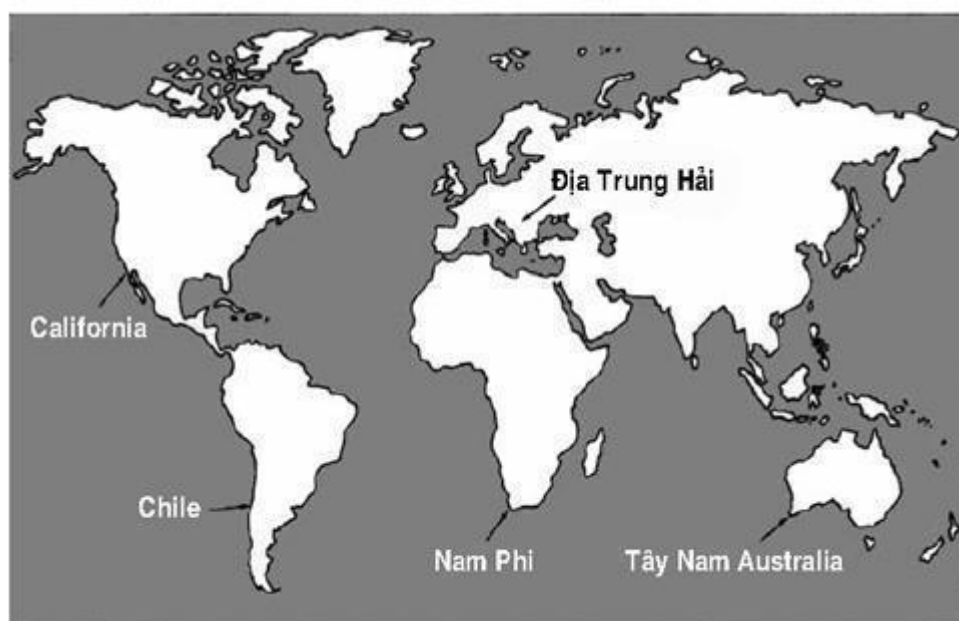 Địa Trung Hải
California
Chile
Nam Phi
Tây Nam Australia